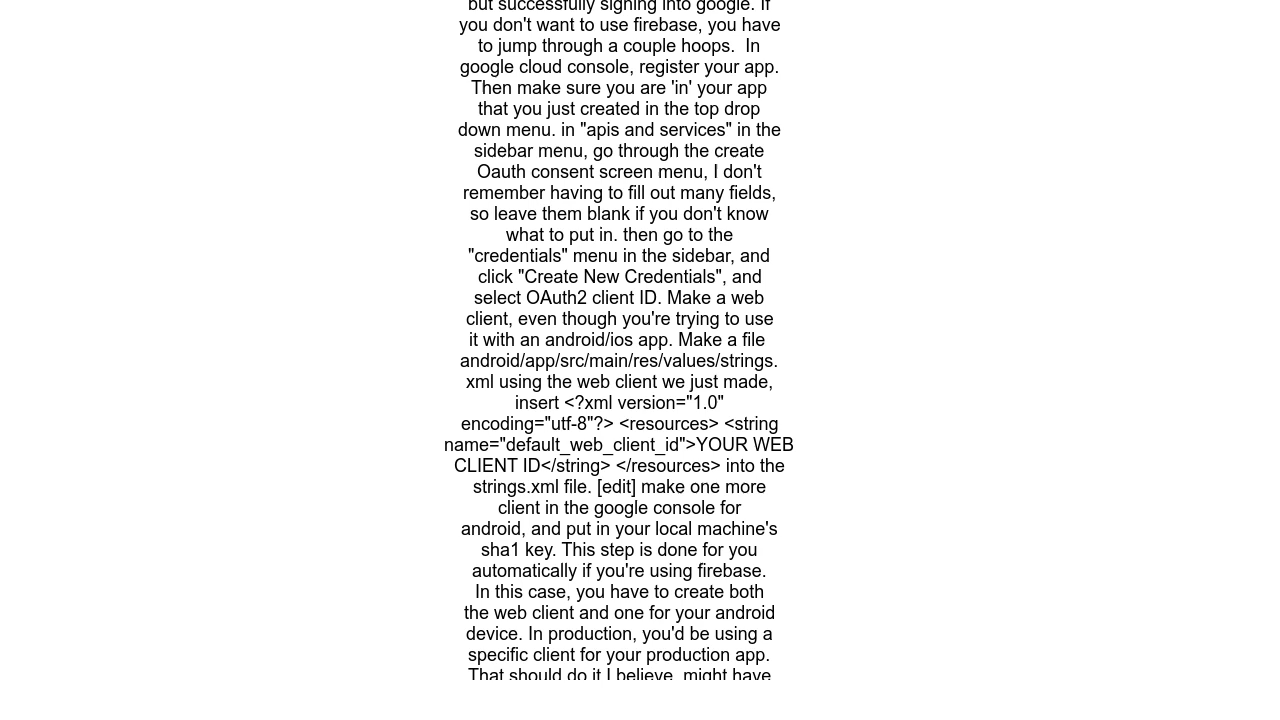 but successfully signing into google. If
you don't want to use firebase, you have
to jump through a couple hoops.  In
google cloud console, register your app.
Then make sure you are 'in' your app
that you just created in the top drop
down menu. in "apis and services" in the
sidebar menu, go through the create
Oauth consent screen menu, I don't
remember having to fill out many fields,
so leave them blank if you don't know
what to put in. then go to the
"credentials" menu in the sidebar, and
click "Create New Credentials", and
select OAuth2 client ID. Make a web
client, even though you're trying to use
it with an android/ios app. Make a file
android/app/src/main/res/values/strings.
xml using the web client we just made,
insert <?xml version="1.0"
encoding="utf-8"?> <resources> <string
name="default_web_client_id">YOUR WEB
CLIENT ID</string> </resources> into the
strings.xml file. [edit] make one more
client in the google console for
android, and put in your local machine's
sha1 key. This step is done for you
automatically if you're using firebase.
In this case, you have to create both
the web client and one for your android
device. In production, you'd be using a
specific client for your production app.
That should do it I believe, might have